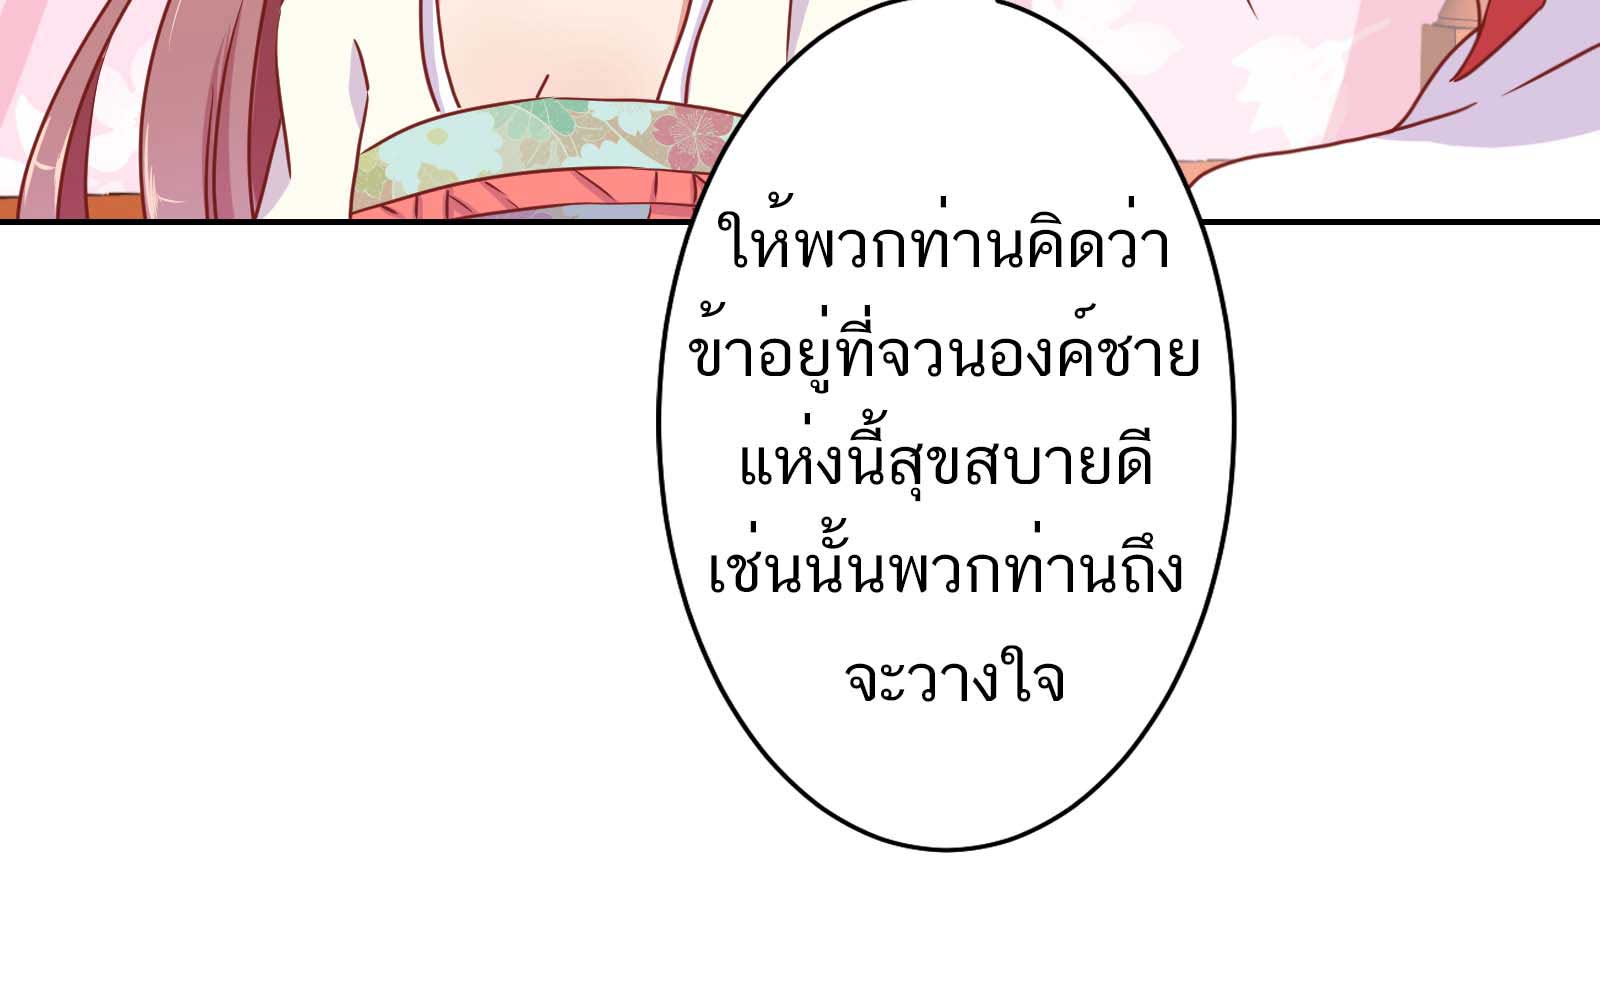 ให้พวกท่านคิดว่า
ข้าอยู่ที่จวนองค์ชาย
แห่งนี้สุขสบายดี
เช่นนั้นพวกท่านถึง
จะวางใจ